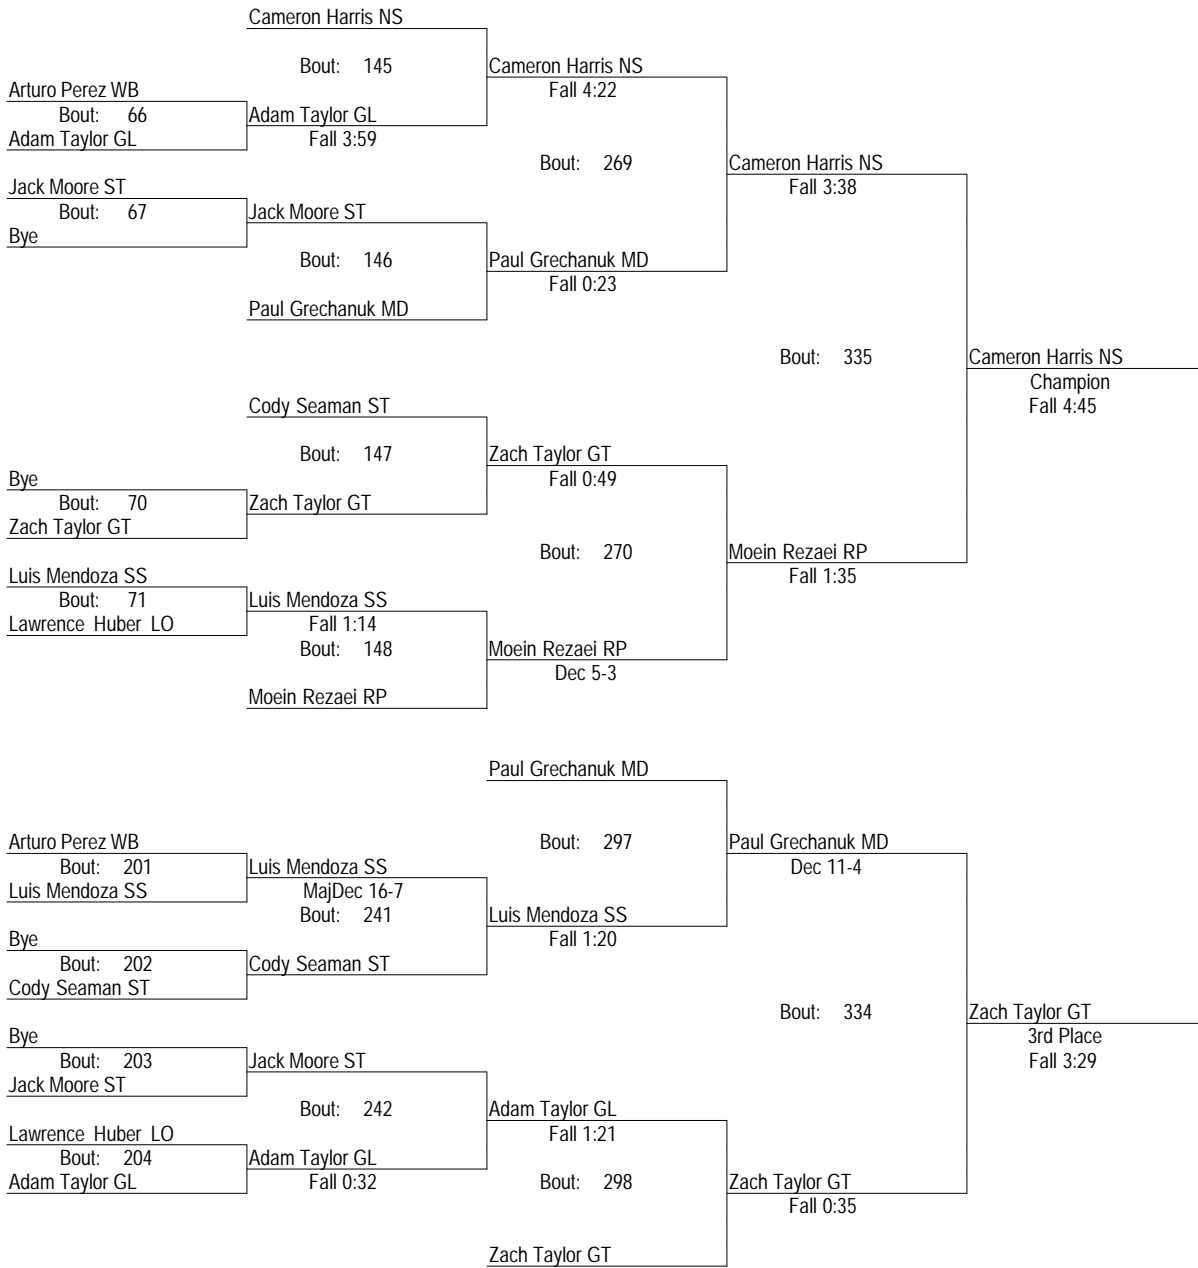 Cameron Harris NS
Bout: 145
Cameron Harris NS
Arturo Perez WB
Fall 4:22
Bout: 66
Adam Taylor GL
Adam Taylor GL
Fall 3:59
Bout: 269
Cameron Harris NS
Jack Moore ST
Fall 3:38
Bout: 67
Jack Moore ST
Bye
Bout: 146
Paul Grechanuk MD
Fall 0:23
Paul Grechanuk MD
Bout: 335
Cameron Harris NS
Champion
Cody Seaman ST
Fall 4:45
Bout: 147
Zach Taylor GT
Bye
Fall 0:49
Bout: 70
Zach Taylor GT
Zach Taylor GT
Bout: 270
Moein Rezaei RP
Luis Mendoza SS
Fall 1:35
Bout: 71
Luis Mendoza SS
Lawrence Huber LO
Fall 1:14
Bout: 148
Moein Rezaei RP
Dec 5-3
Moein Rezaei RP
Paul Grechanuk MD
Arturo Perez WB
Bout: 297
Paul Grechanuk MD
Bout: 201
Luis Mendoza SS
Dec 11-4
Luis Mendoza SS
MajDec 16-7
Bout: 241
Luis Mendoza SS
Bye
Fall 1:20
Bout: 202
Cody Seaman ST
Cody Seaman ST
Bout: 334
Zach Taylor GT
Bye
3rd Place
Bout: 203
Jack Moore ST
Fall 3:29
Jack Moore ST
Bout: 242
Adam Taylor GL
Lawrence Huber LO
Fall 1:21
Bout: 204
Adam Taylor GL
Adam Taylor GL
Fall 0:32
Bout: 298
Zach Taylor GT
Fall 0:35
Zach Taylor GT